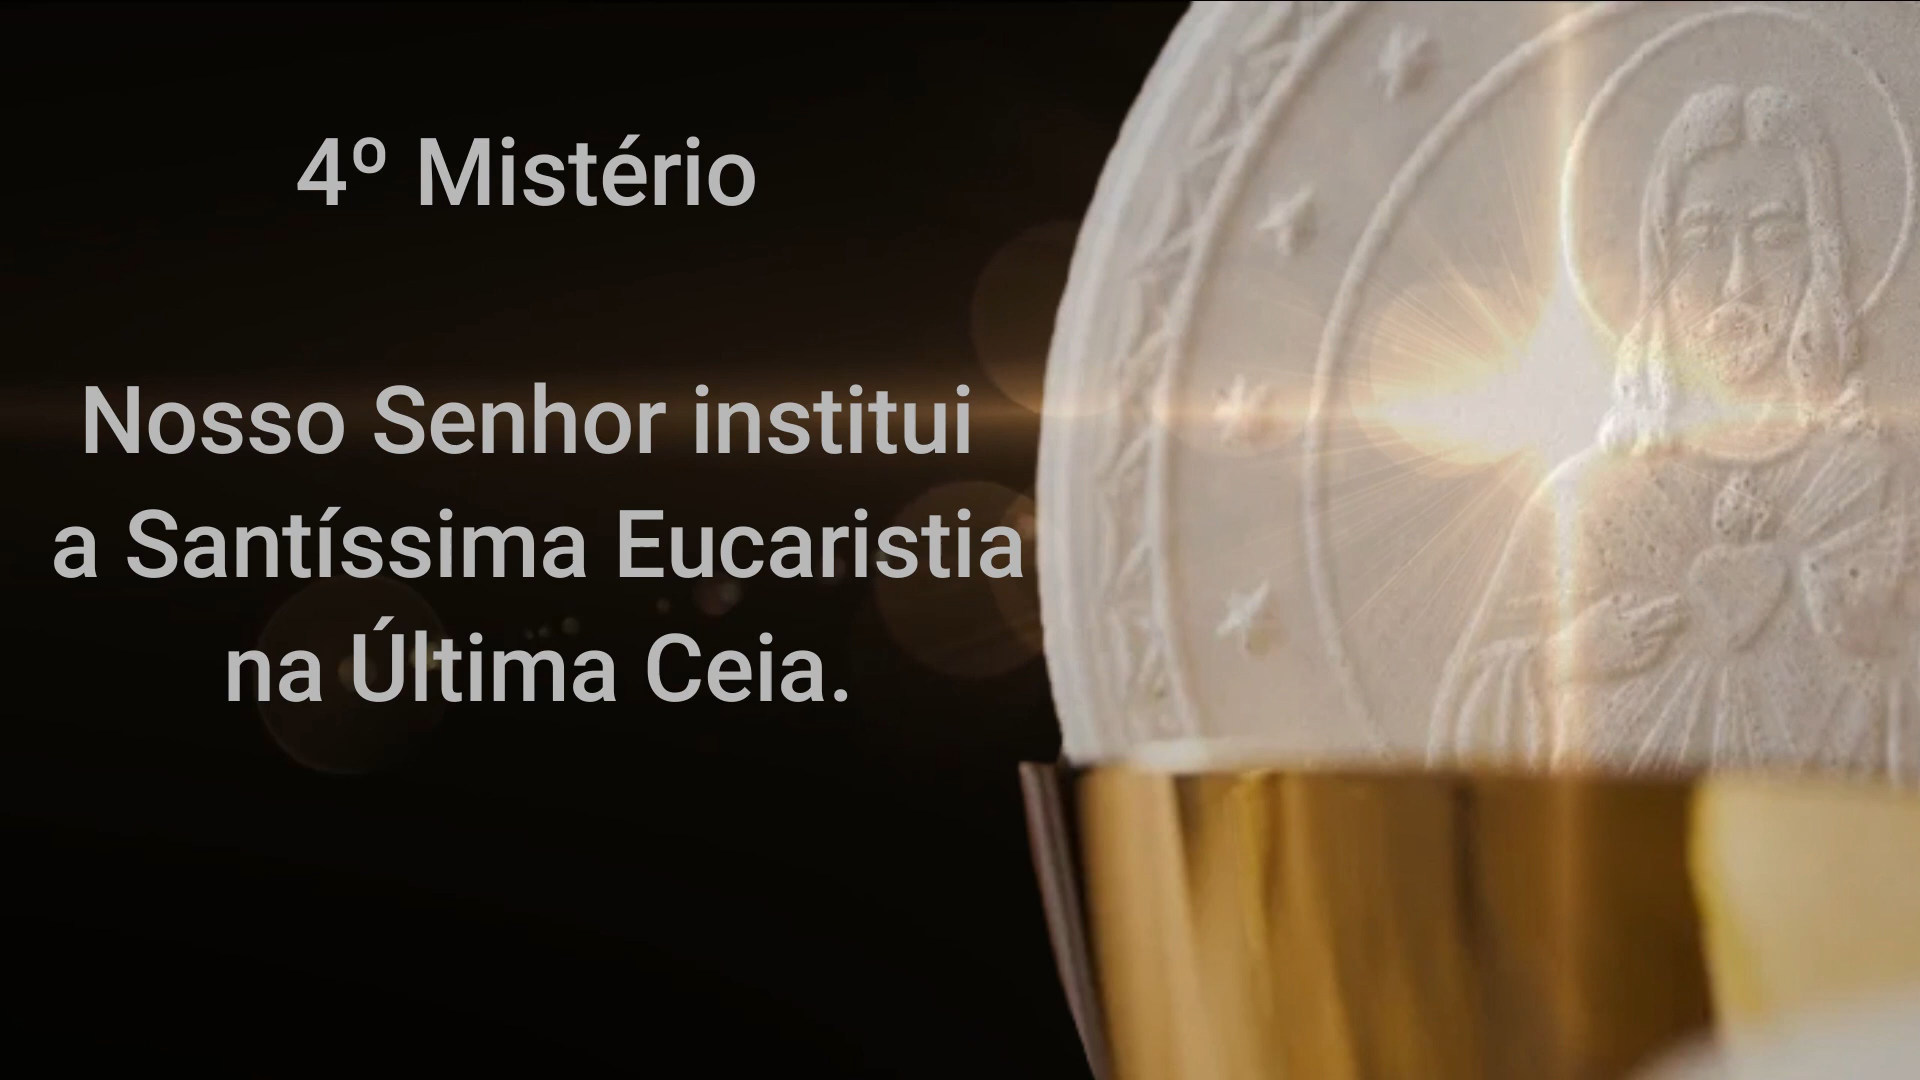 4º Mistério
Nosso Senhor institui
a Santíssima Eucaristia
na Última Ceia.